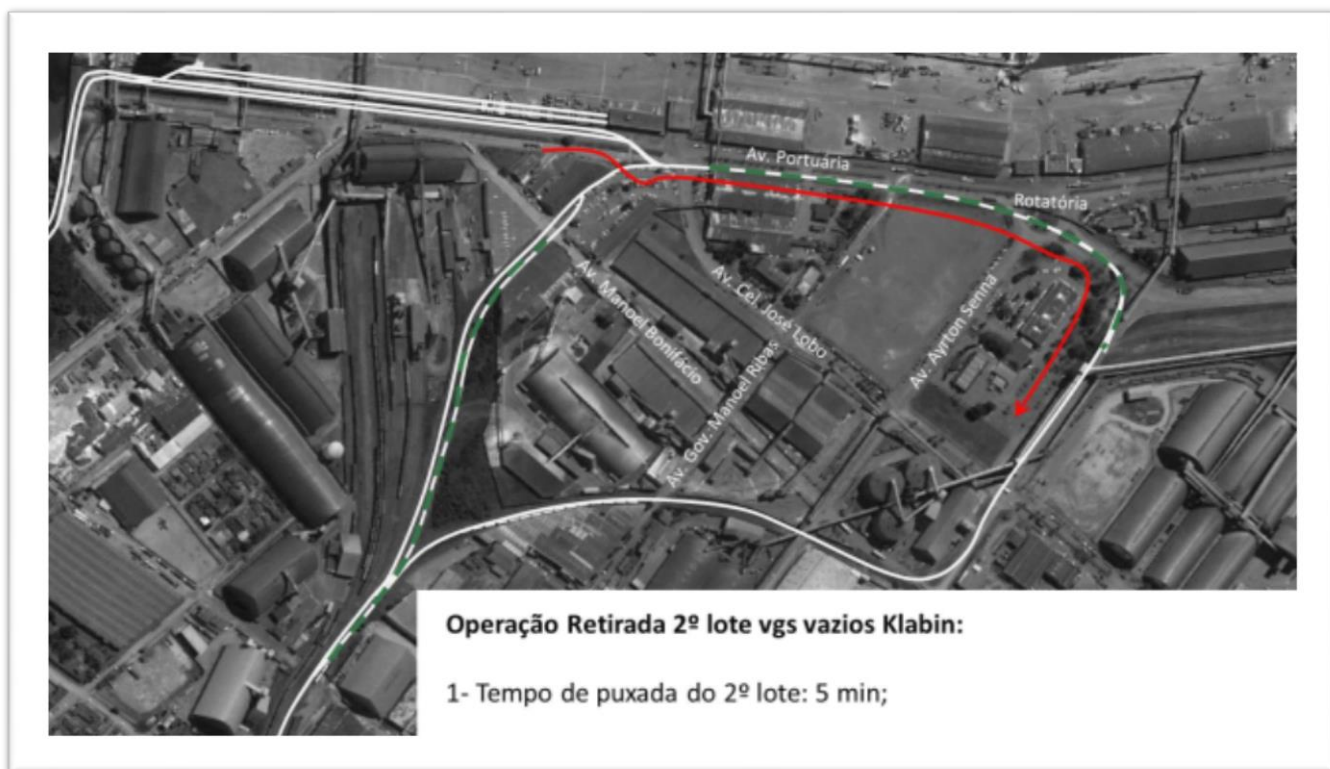 Av. Portuária
Rotatória
Av. Manoel Bonifácio
Av. Cel. José Lobo
Av. Gov. Manoel Ribas
Av. Ayrton Senna
Operação Retirada 2º lote vgs vazios Klabin:
1- Tempo de puxada do 2º lote: 5 min;